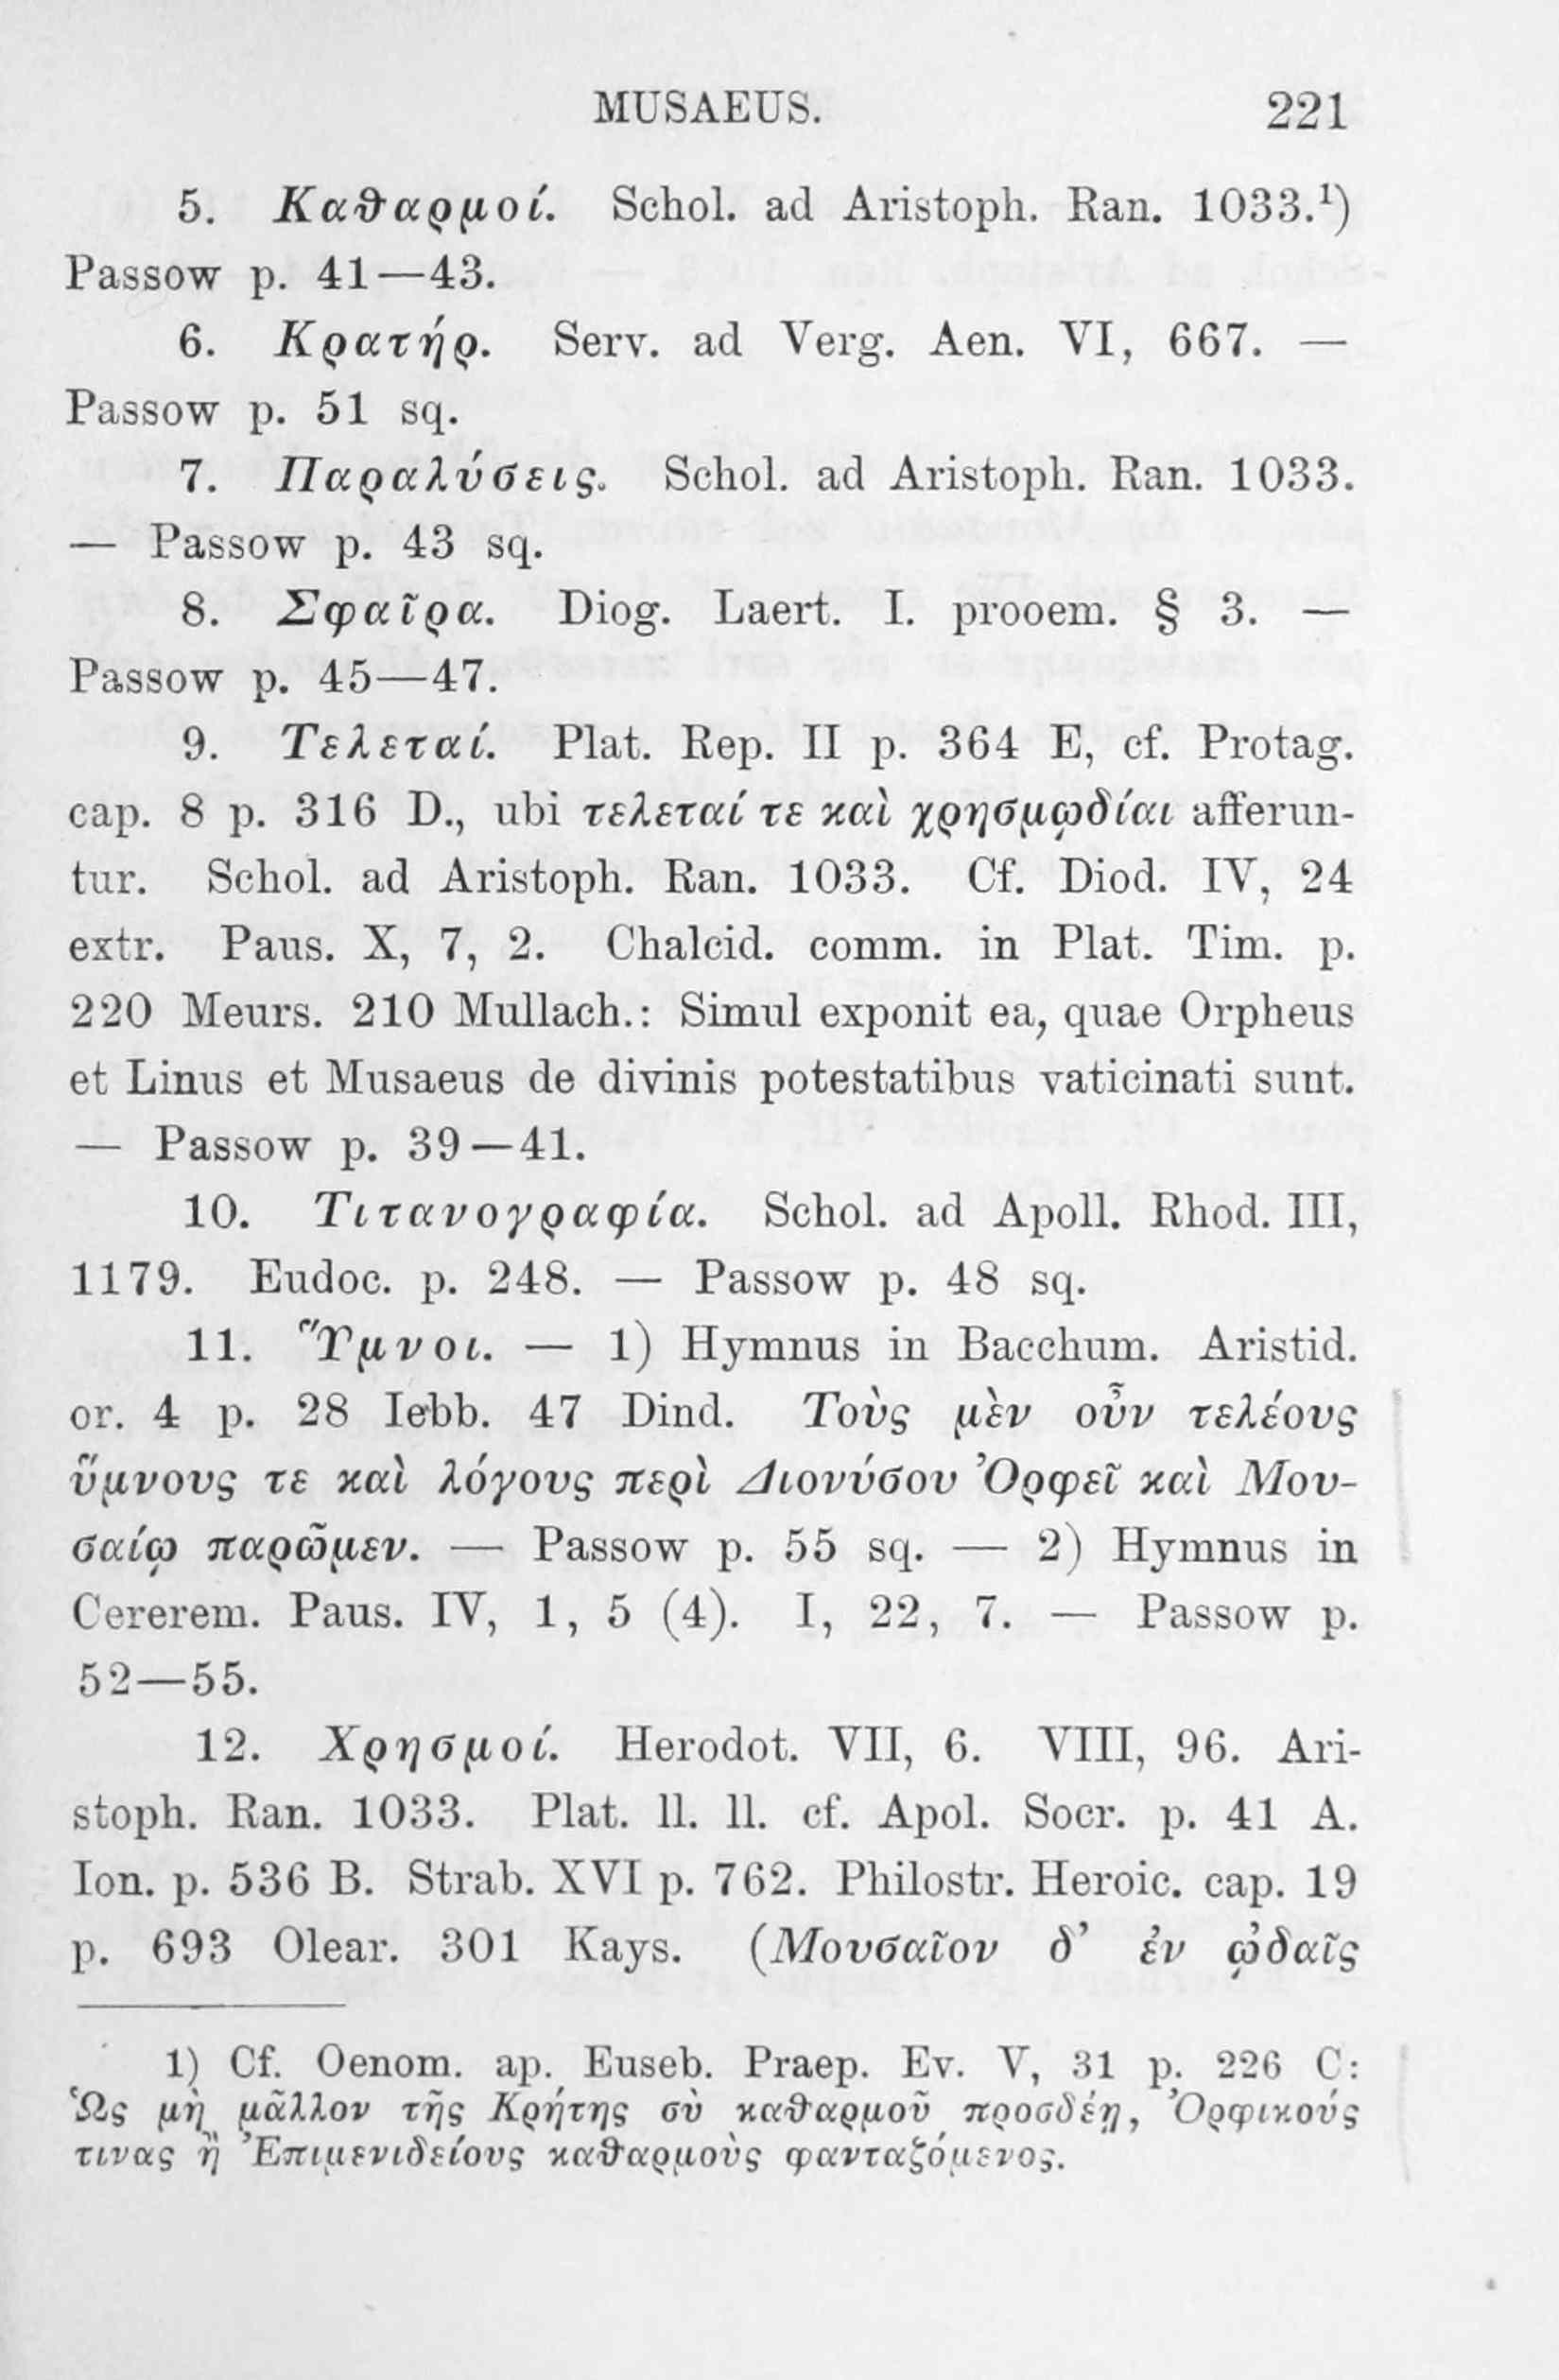 MUSAEUS. 221
5. Καθαρμοί. Schol. ad Aristoph. Ran. 1033.¹)
Passow p. 41—43.
6. Κρατήρ. Serv. ad Verg. Aen. VI, 667. —
Passow p. 51 sq.
7. Παραλύσεις. Schol. ad Aristoph. Ran. 1033.
— Passow p. 43 sq.
8. Σφαῖρα. Diog. Laert. I. prooem. § 3. —
Passow p. 45—47.
9. Τελεταί. Plat. Rep. II p. 364 E, cf. Protag.
cap. 8 p. 316 D., ubi τελεταί τε καὶ χρησμῳδίαι afferun-
tur. Schol. ad Aristoph. Ran. 1033. Cf. Diod. IV, 24
extr. Paus. X, 7, 2. Chalcid. comm. in Plat. Tim. p.
220 Meurs. 210 Mullach.: Simul exponit ea, quae Orpheus
et Linus et Musaeus de divinis potestatibus vaticinati sunt.
— Passow p. 39—41.
10. Τιτανογραφία. Schol. ad Apoll. Rhod. III,
1179. Eudoc. p. 248. — Passow p. 48 sq.
11. Ὕμνοι. — 1) Hymnus in Bacchum. Aristid.
or. 4 p. 28 Iebb. 47 Dind. Τοὺς μὲν οὖν τελέους
ὕμνους τε καὶ λόγους περὶ Διονύσου Ὀρφεῖ καὶ Μου-
σαίῳ παρῶμεν. — Passow p. 55 sq. — 2) Hymnus in
Cererem. Paus. IV, 1, 5 (4). I, 22, 7. — Passow p.
52—55.
12. Χρησμοί. Herodot. VII, 6. VIII, 96. Ari-
stoph. Ran. 1033. Plat. ll. ll. cf. Apol. Socr. p. 41 A.
Ion. p. 536 B. Strab. XVI p. 762. Philostr. Heroic. cap. 19
p. 693 Olear. 301 Kays. (Μουσαῖον δ’ ἐν ᾠδαῖς
1) Cf. Oenom. ap. Euseb. Praep. Ev. V, 31 p. 226 C:
Ὡς μὴ μᾶλλον τῆς Κρήτης σὺ καθαρμοῦ προσδέῃ, Ὀρφικούς
τινας ἢ Ἐπιμενιδείους καθαρμοὺς φανταζόμενος.